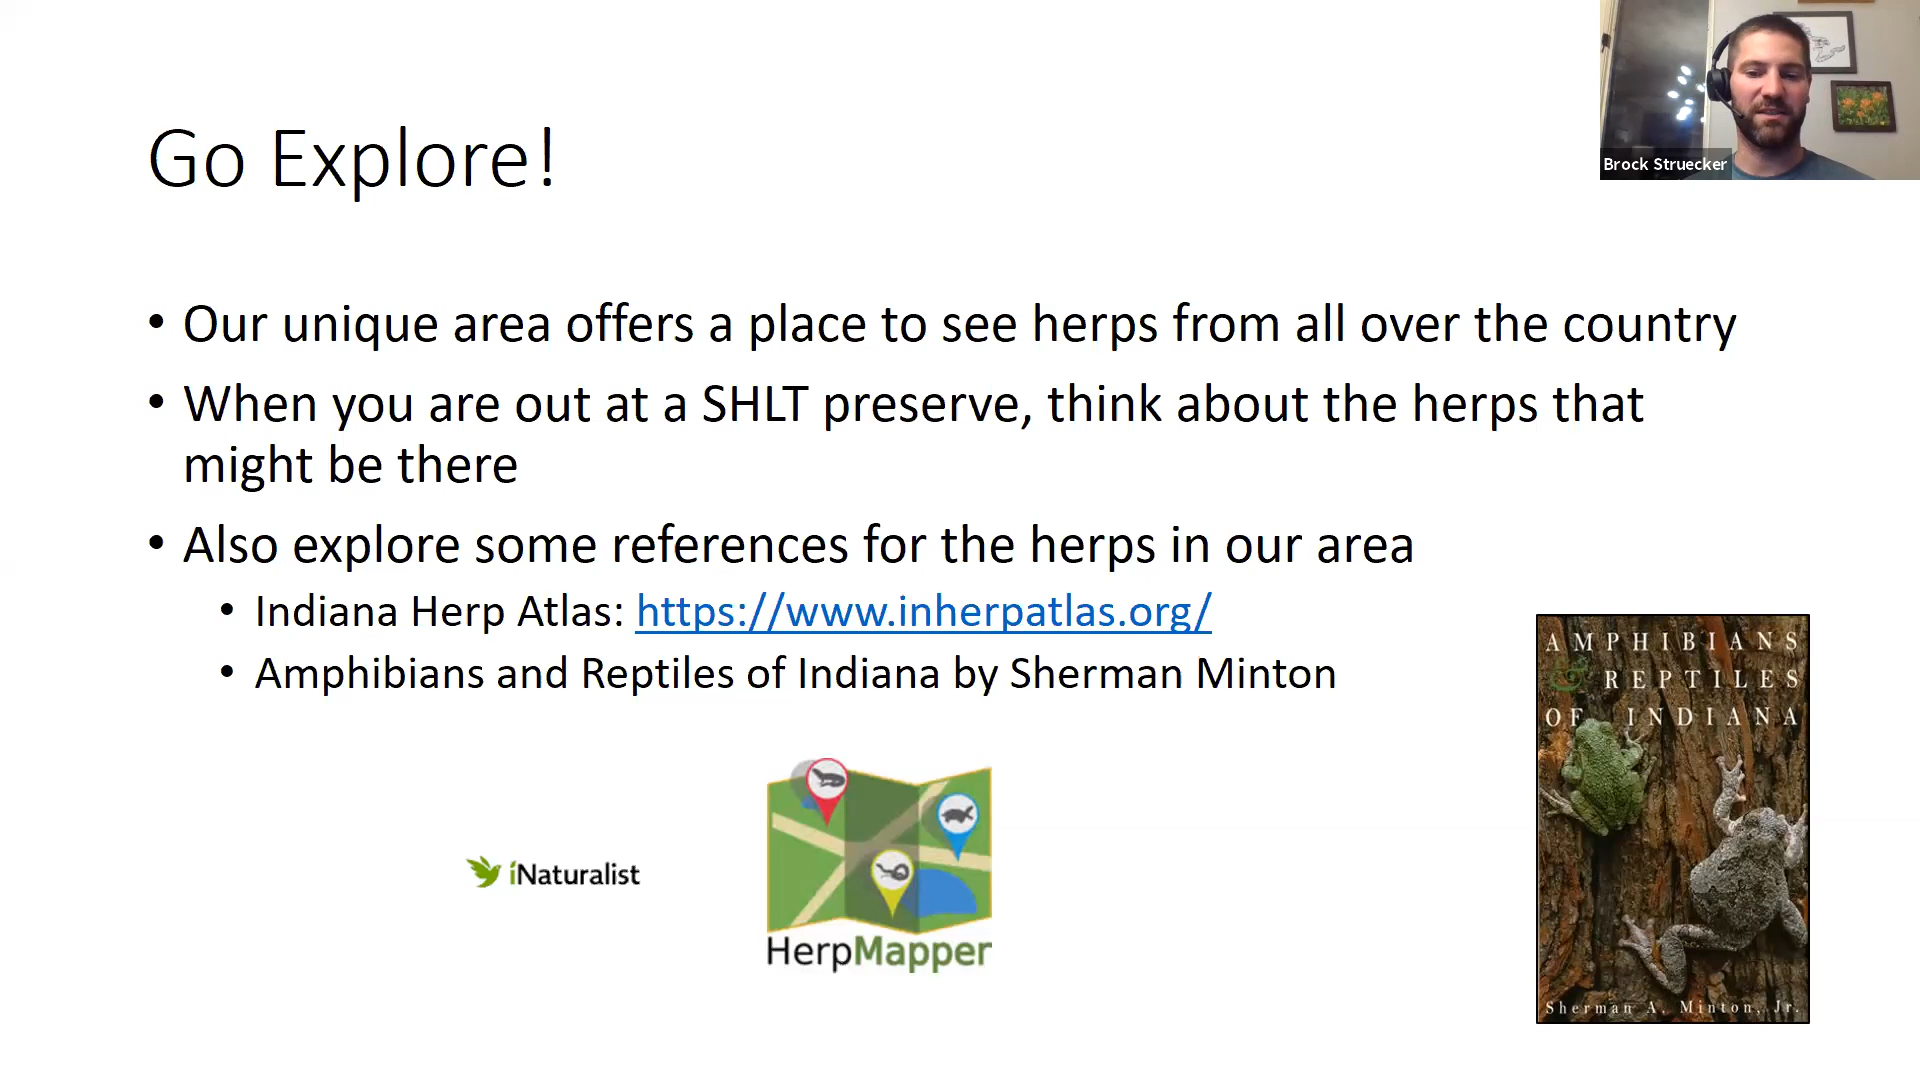 Brock Struecker
Go Explore!
• Our unique area offers a place to see herps from all over the country
• When you are out at a SHLT preserve, think about the herps that
might be there
• Also explore some references for the herps in our area
• Indiana Herp Atlas: https://www.inherpatlas.org/
• Amphibians and Reptiles of Indiana by Sherman Minton
AMPHIBIANS
& REPTILES
OF INDIANA
Sherman A. Minton, Jr.
iNaturalist
HerpMapper